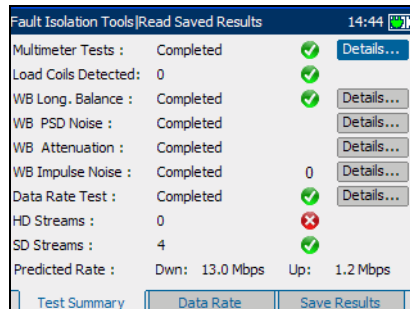 Fault Isolation Tools|Read Saved Results 14:44
Multimeter Tests : Completed Details...
Load Coils Detected: 0
WB Long. Balance : Completed Details...
WB PSD Noise : Completed Details...
WB Attenuation : Completed Details...
WB Impulse Noise : Completed 0 Details...
Data Rate Test : Completed Details...
HD Streams : 0
SD Streams : 4
Predicted Rate : Dwn: 13.0 Mbps Up: 1.2 Mbps
Test Summary Data Rate Save Results